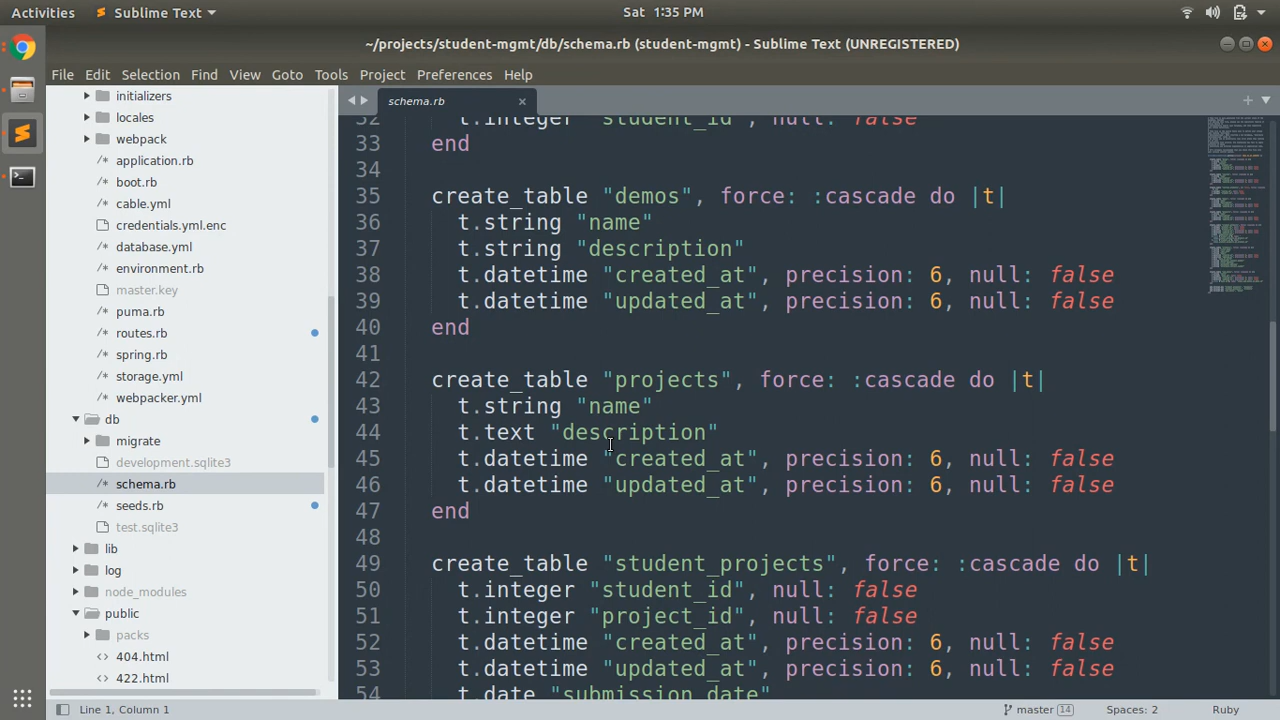 Activities
Sublime Text
Sat 1:35 PM
~/projects/student-mgmt/db/schema.rb (student-mgmt) - Sublime Text (UNREGISTERED)
File Edit Selection Find View Goto Tools Project Preferences Help
initializers
locales
webpack
/* application.rb
/* boot.rb
/* cable.yml
/* credentials.yml.enc
/* database.yml
/* environment.rb
master.key
/* puma.rb
/* routes.rb
/* spring.rb
/* storage.yml
/* webpacker.yml
db
migrate
development.sqlite3
/* schema.rb
/* seeds.rb
test.sqlite3
lib
log
node_modules
public
packs
<> 404.html
<> 422.html
schema.rb
32 t.integer "student_id", null: false
33 end
34
35 create_table "demos", force: :cascade do |t|
36 t.string "name"
37 t.string "description"
38 t.datetime "created_at", precision: 6, null: false
39 t.datetime "updated_at", precision: 6, null: false
40 end
41
42 create_table "projects", force: :cascade do |t|
43 t.string "name"
44 t.text "description"
45 t.datetime "created_at", precision: 6, null: false
46 t.datetime "updated_at", precision: 6, null: false
47 end
48
49 create_table "student_projects", force: :cascade do |t|
50 t.integer "student_id", null: false
51 t.integer "project_id", null: false
52 t.datetime "created_at", precision: 6, null: false
53 t.datetime "updated_at", precision: 6, null: false
54 t.date "submission_date"
Line 1, Column 1
master 14
Spaces: 2
Ruby